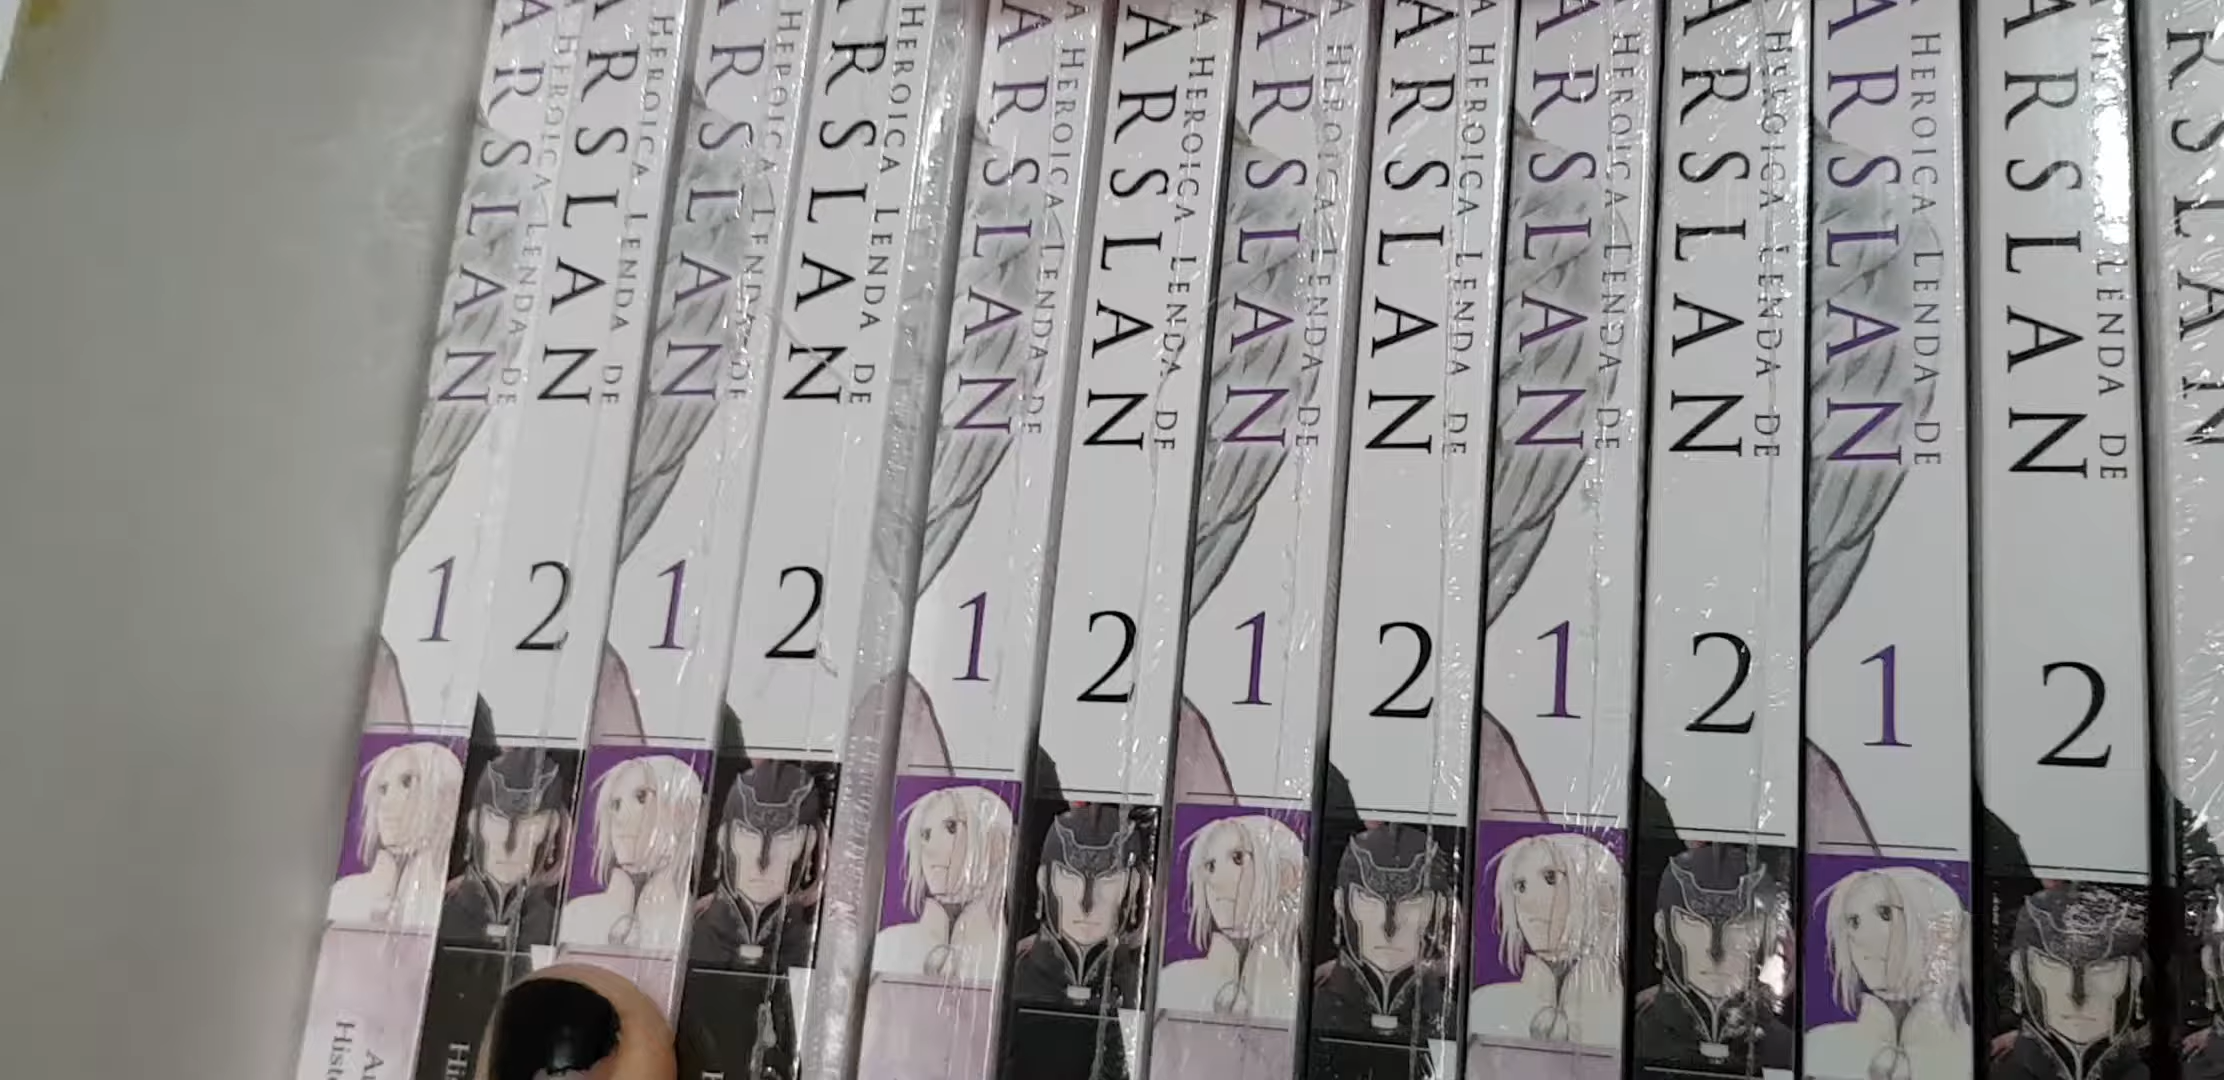 ARSLAN
HEROICA LENDA DE
1
ARSLAN
HEROICA LENDA DE
2
ARSLAN
HEROICA LENDA DE
1
ARSLAN
HEROICA LENDA DE
2
ARSLAN
A HEROICA LENDA DE
1
ARSLAN
A HEROICA LENDA DE
2
ARSLAN
A HEROICA LENDA DE
1
ARSLAN
A HEROICA LENDA DE
2
ARSLAN
HEROICA LENDA DE
1
ARSLAN
HEROICA LENDA DE
2
ARSLAN
HEROICA LENDA DE
1
ARSLAN
LENDA DE
2
RSLAN